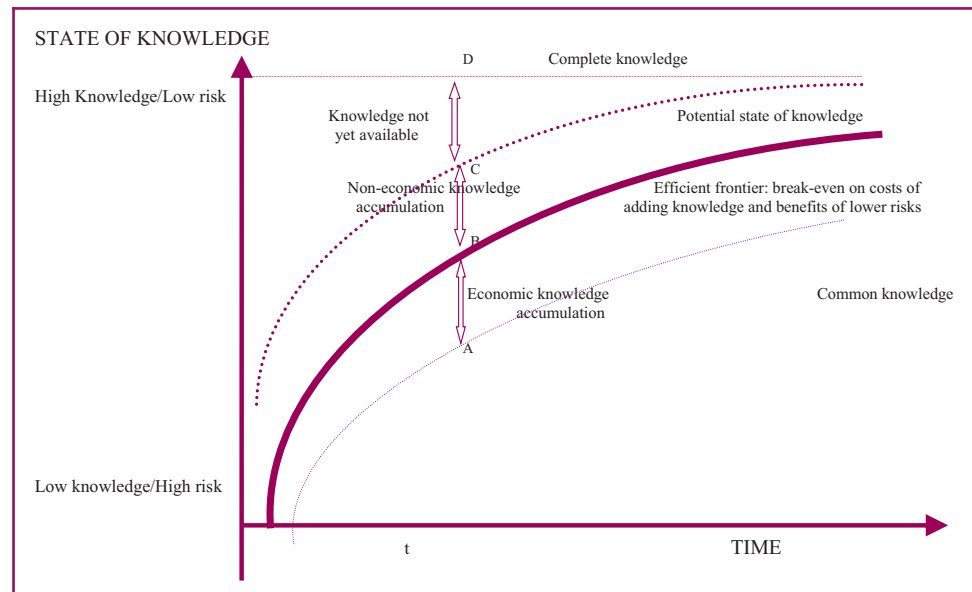 STATE OF KNOWLEDGE
D
Complete knowledge
High Knowledge/Low risk
Knowledge not
yet available
Potential state of knowledge
C
Non-economic knowledge
accumulation
Efficient frontier: break-even on costs of
adding knowledge and benefits of lower risks
B
Economic knowledge
accumulation
Common knowledge
A
Low knowledge/High risk
t
TIME